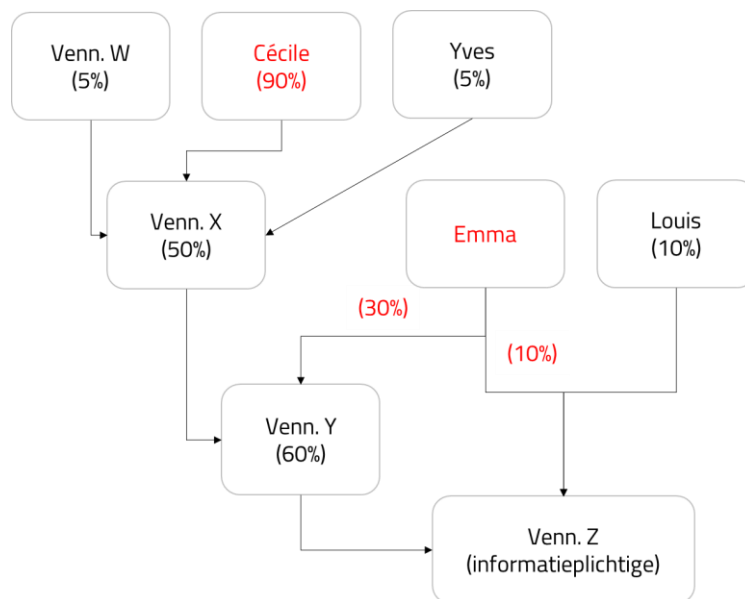 Venn. W
(5%)
Cécile
(90%)
Yves
(5%)
Venn. X
(50%)
Emma
Louis
(10%)
(30%)
(10%)
Venn. Y
(60%)
Venn. Z
(informatieplichtige)